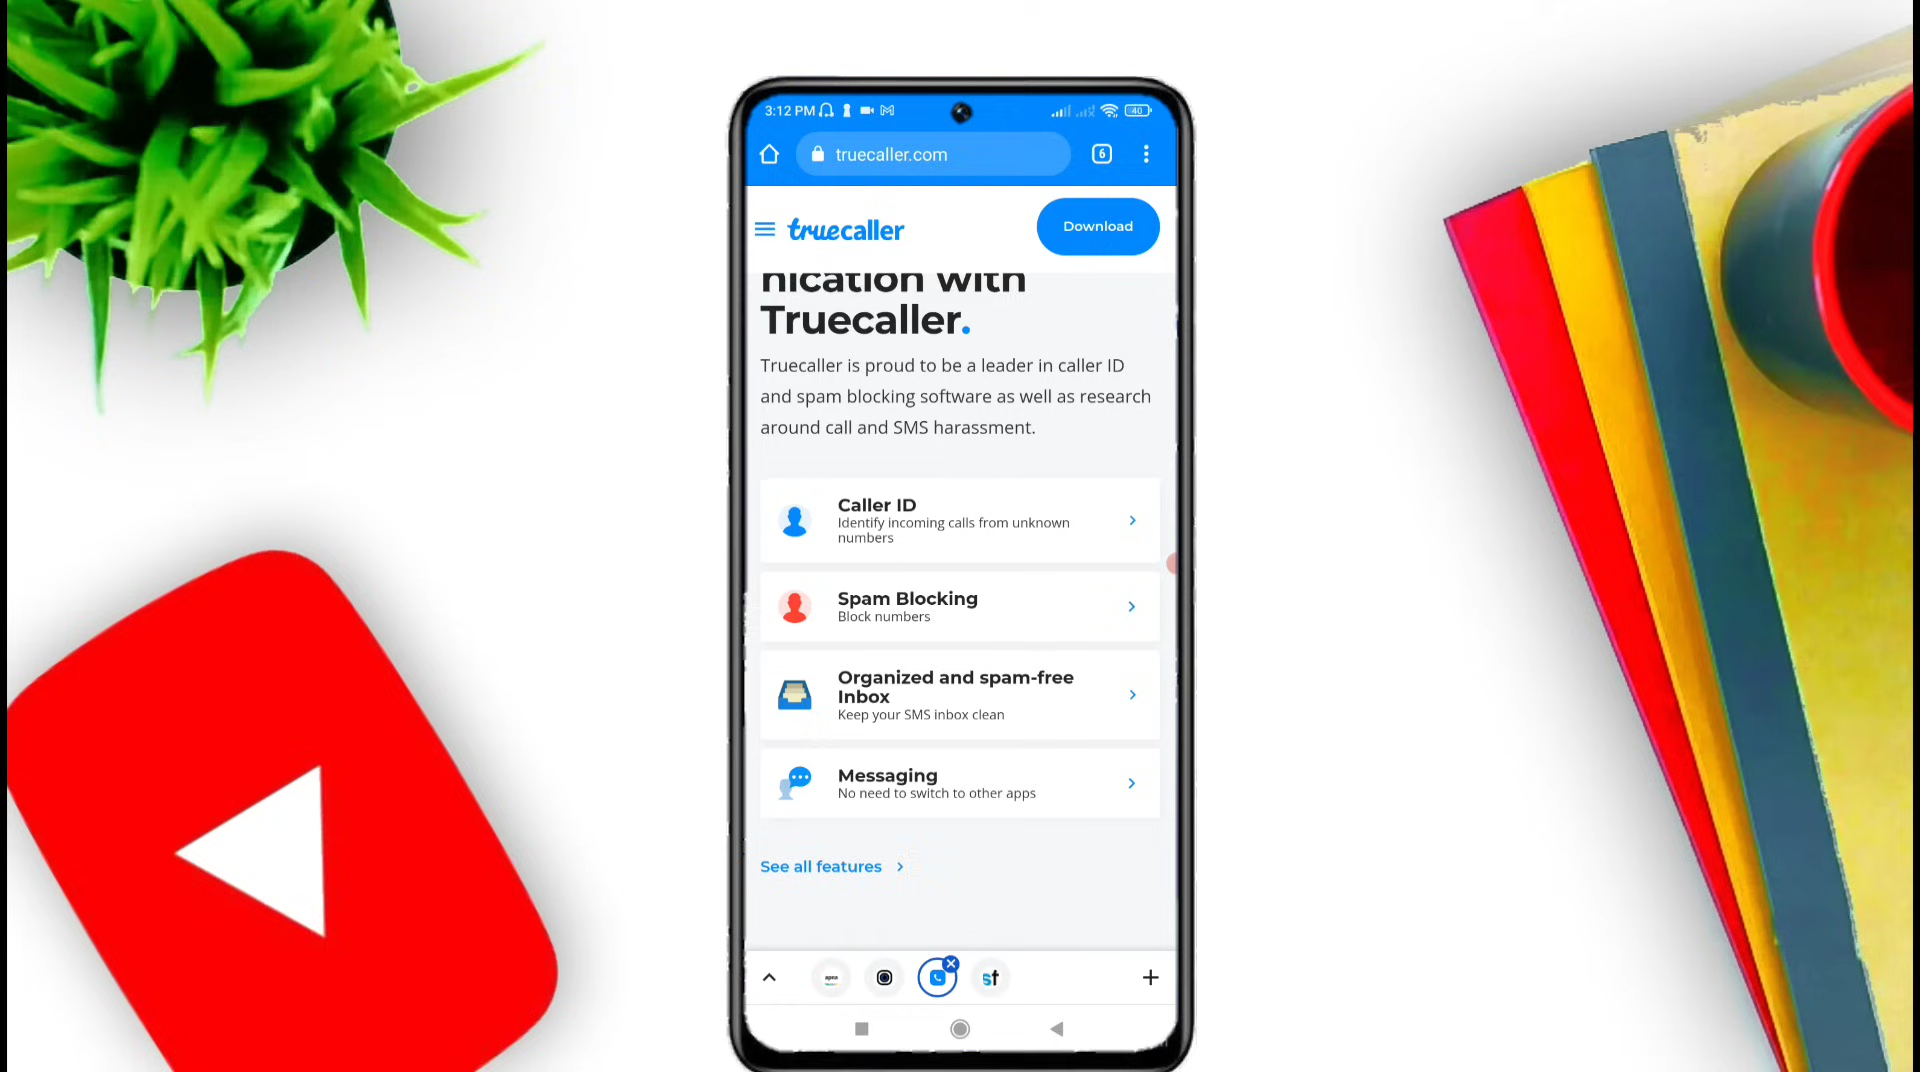 3:12 PM
40
truecaller.com
6
truecaller
Download
nication with
Truecaller.
Truecaller is proud to be a leader in caller ID
and spam blocking software as well as research
around call and SMS harassment.
Caller ID
Identify incoming calls from unknown
numbers
Spam Blocking
Block numbers
Organized and spam-free
Inbox
Keep your SMS inbox clean
Messaging
No need to switch to other apps
See all features
apna
sf